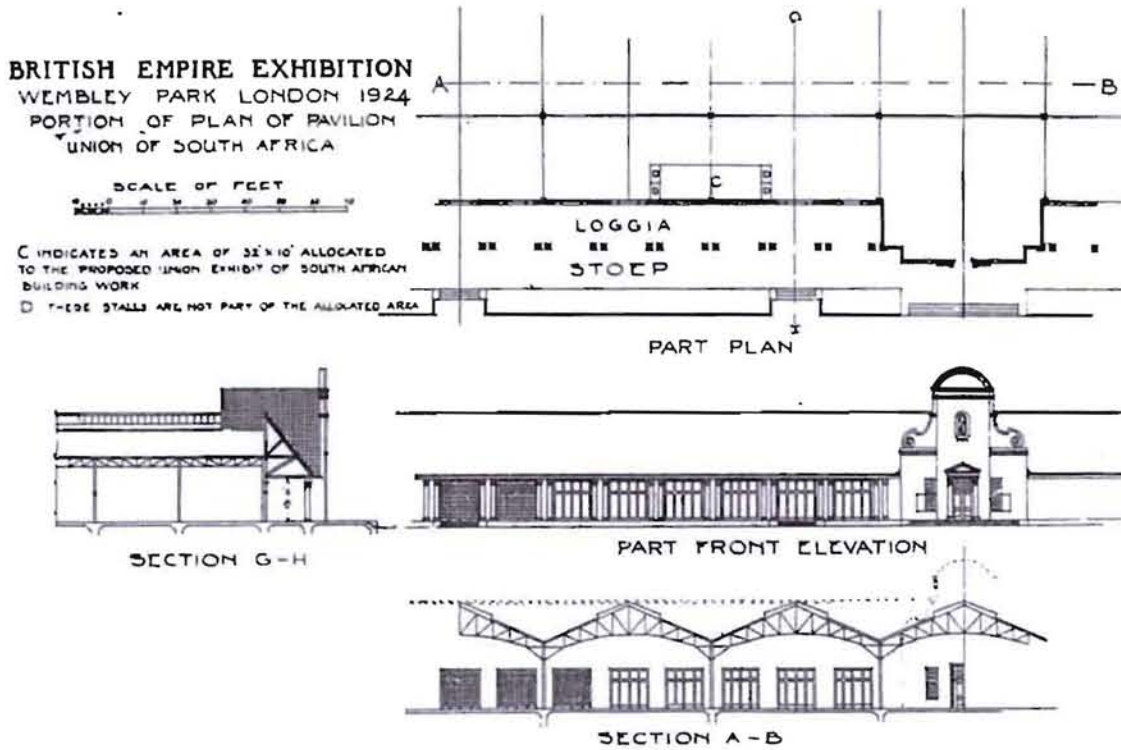 BRITISH EMPIRE EXHIBITION
WEMBLEY PARK LONDON 1924
PORTION OF PLAN OF PAVILION
UNION OF SOUTH AFRICA
SCALE OF FEET
C INDICATES AN AREA OF 32'×10' ALLOCATED
TO THE PROPOSED UNION EXHIBIT OF SOUTH AFRICAN
BUILDING WORK
D THESE STALLS ARE NOT PART OF THE ALLOCATED AREA
A
G
B
C
LOGGIA
STOEP
H
PART PLAN
SECTION G-H
PART FRONT ELEVATION
SECTION A-B